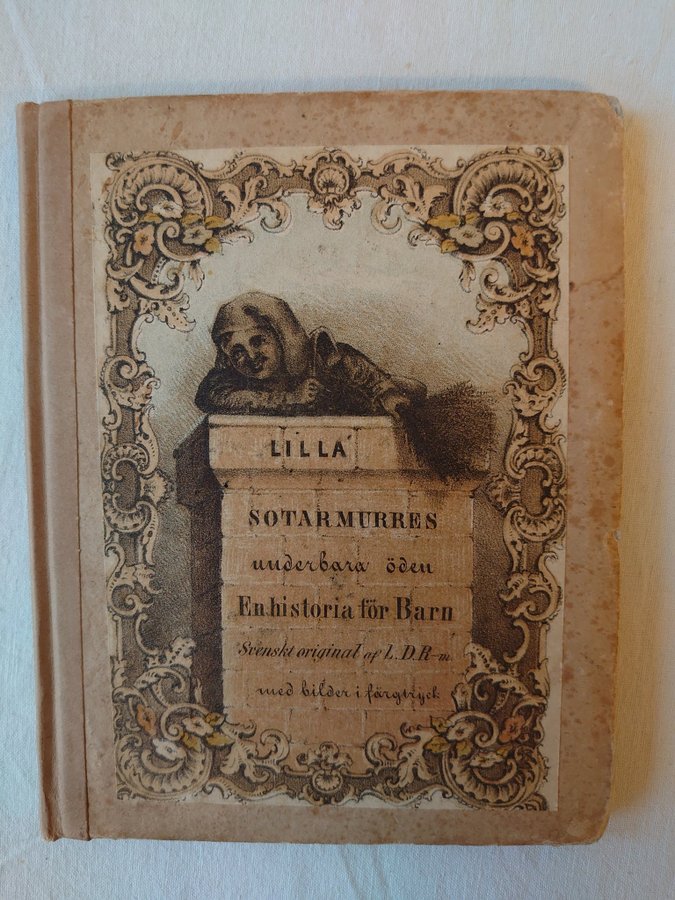 LILLA
SOTARMURRES
underbara öden
En historia för Barn
Svenskt original af L.D.R-m.
med bilder i färgtryck